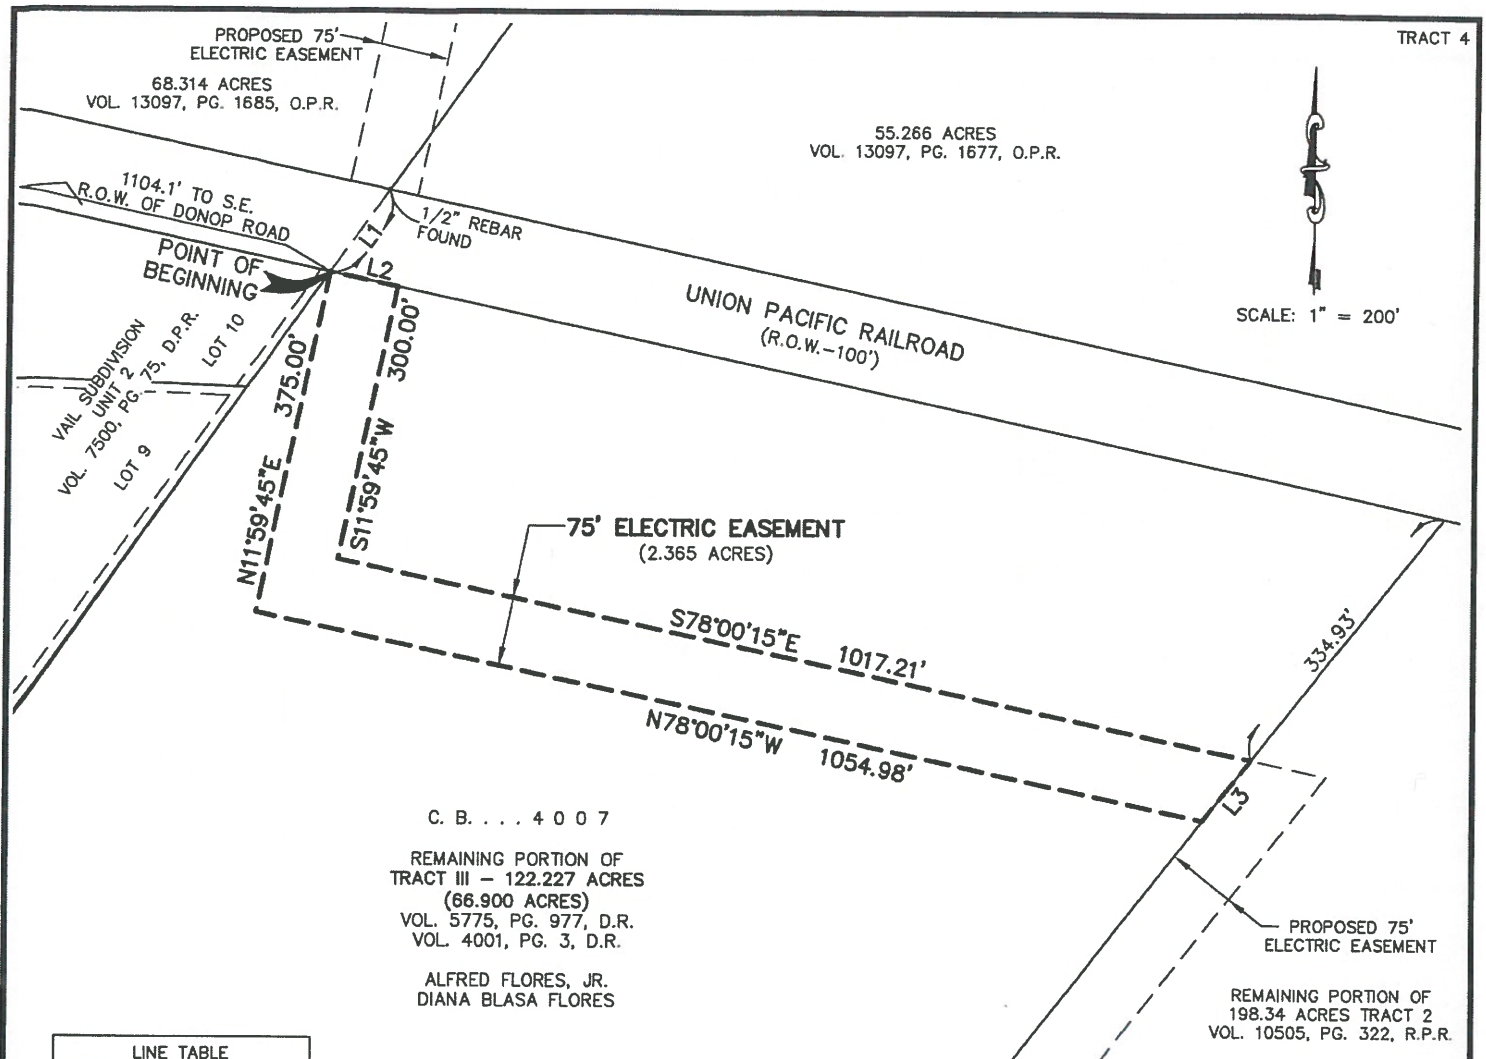 TRACT 4
PROPOSED 75'
ELECTRIC EASEMENT
68.314 ACRES
VOL. 13097, PG. 1685, O.P.R.
55.266 ACRES
VOL. 13097, PG. 1677, O.P.R.
1104.1' TO S.E.
R.O.W. OF DONOP ROAD
1/2" REBAR
FOUND
L1
L2
POINT OF
BEGINNING
SCALE: 1" = 200'
UNION PACIFIC RAILROAD
(R.O.W.-100')
VAIL SUBDIVISION
UNIT 2
VOL. 7500, PG. 75, D.P.R.
LOT 10
LOT 9
N11°59'45"E 375.00'
S11°59'45"W 300.00'
75' ELECTRIC EASEMENT
(2.365 ACRES)
S78°00'15"E 1017.21'
N78°00'15"W 1054.98'
334.93'
L3
C. B. . . . 4 0 0 7
REMAINING PORTION OF
TRACT III – 122.227 ACRES
(66.900 ACRES)
VOL. 5775, PG. 977, D.R.
VOL. 4001, PG. 3, D.R.
ALFRED FLORES, JR.
DIANA BLASA FLORES
PROPOSED 75'
ELECTRIC EASEMENT
REMAINING PORTION OF
198.34 ACRES TRACT 2
VOL. 10505, PG. 322, R.P.R.
LINE TABLE